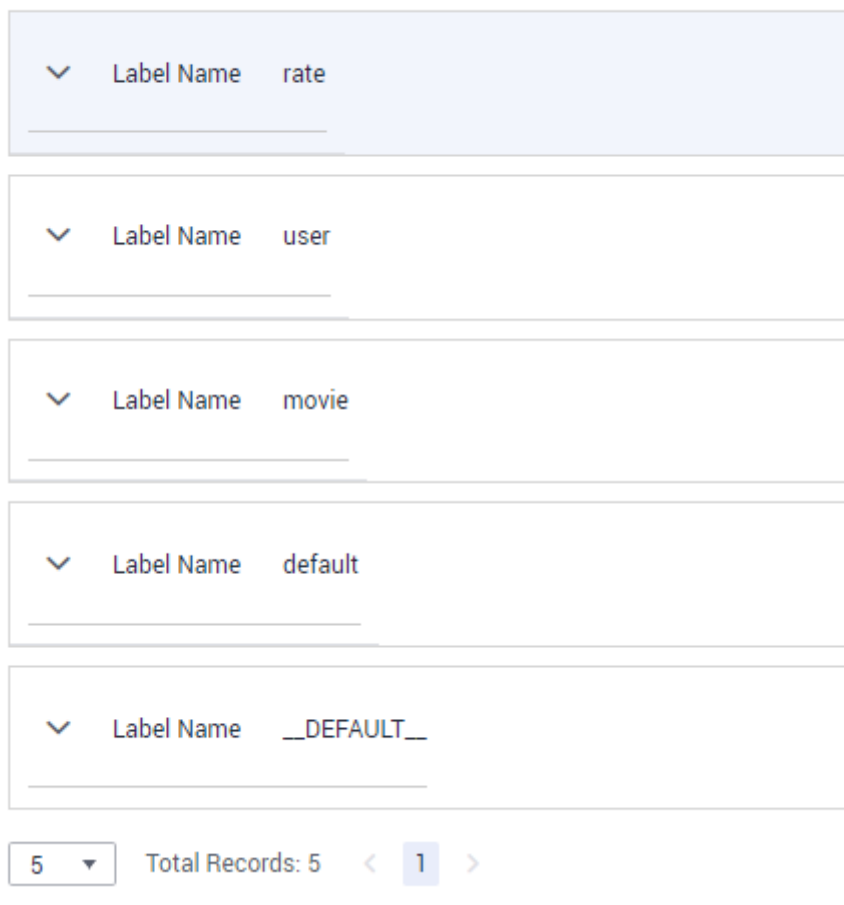 Label Name rate
Label Name user
Label Name movie
Label Name default
Label Name __DEFAULT__
5 Total Records: 5 < 1 >